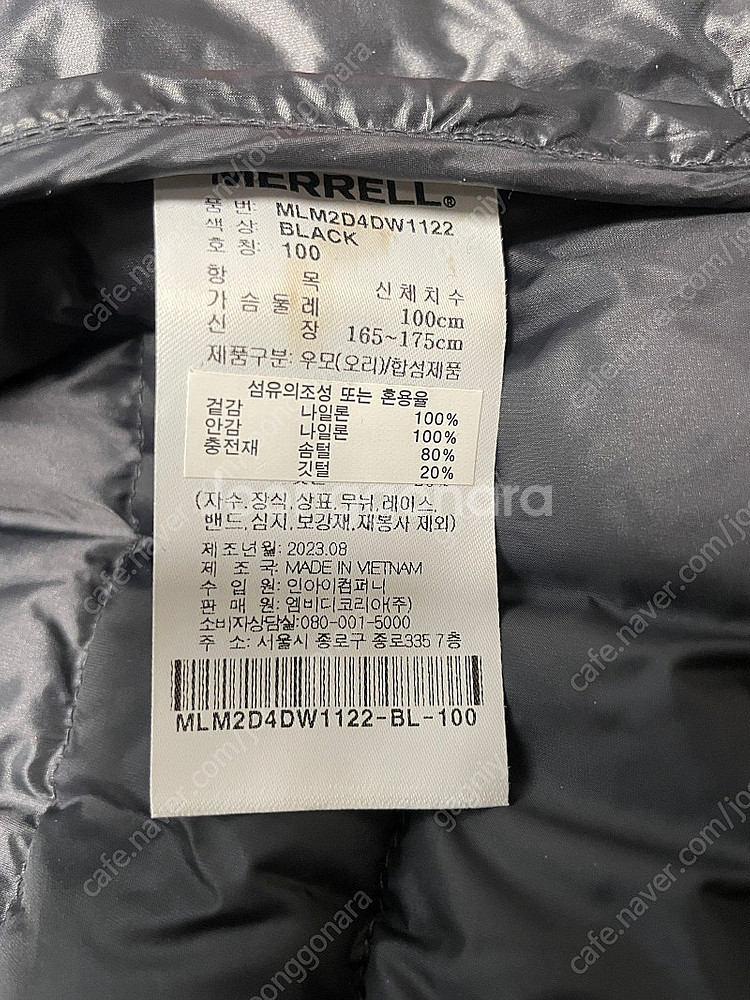 MERRELL®
품 번: MLM2D4DW1122
색 상: BLACK
호 칭: 100
항 목 신체치수
가슴둘레 100cm
신 장 165~175cm
제품구분: 우모(오리)/합성제품
섬유의조성 또는 혼용율
겉감 나일론 100%
안감 나일론 100%
충전재 솜털 80%
깃털 20%
(자수,장식,상표,무늬,레이스,
밴드,심지,보강재,재봉사 제외)
제조년월: 2023.08
제 조 국: MADE IN VIETNAM
수 입 원: 인아이컴퍼니
판 매 원: 엠비디코리아(주)
소비자상담실:080-001-5000
주 소: 서울시 종로구 종로335 7층
MLM2D4DW1122-BL-100
joonggonara
cafe.naver.com/joonggonara